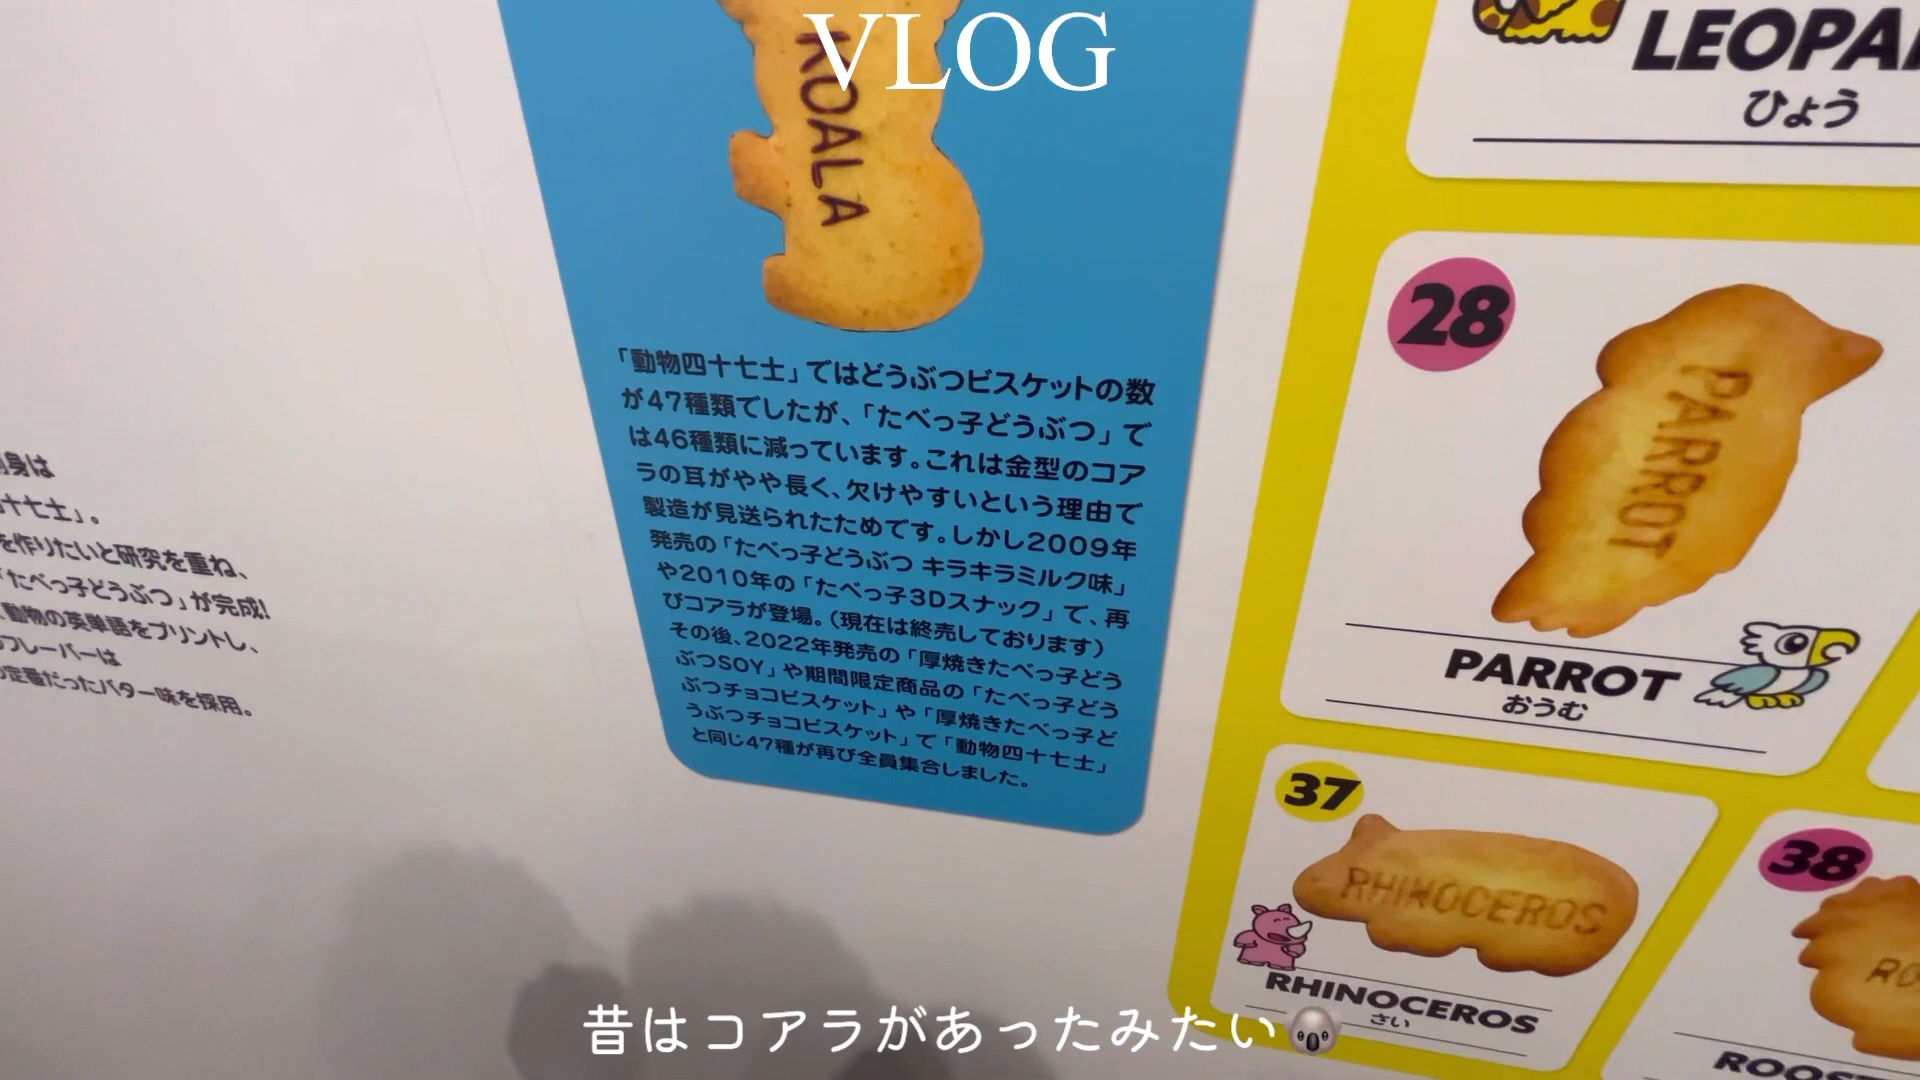 VLOG
KOALA
「動物四十七士」ではどうぶつビスケットの数
が47種類でしたが、「たべっ子どうぶつ」で
は46種類に減っています。これは金型のコア
ラの耳がやや長く、欠けやすいという理由で
製造が見送られたためです。しかし2009年
発売の「たべっ子どうぶつ キラキラミルク味」
や2010年の「たべっ子3Dスナック」で、再
びコアラが登場。(現在は終売しております)
その後、2022年発売の「厚焼きたべっ子どう
ぶつSOY」や期間限定商品の「たべっ子どう
ぶつチョコビスケット」や「厚焼きたべっ子ど
うぶつチョコビスケット」で「動物四十七士」
と同じ47種が再び全員集合しました。
身は
十七士」。
を作りたいと研究を重ね、
「たべっ子どうぶつ」が完成!
動物の英単語をプリントし、
フレーバーは
定番だったバター味を採用。
LEOPA
ひょう
28
PARROT
PARROT
おうむ
37
RHINOCEROS
RHINOCEROS
さい
38
RO
ROOS
昔はコアラがあったみたい🐨